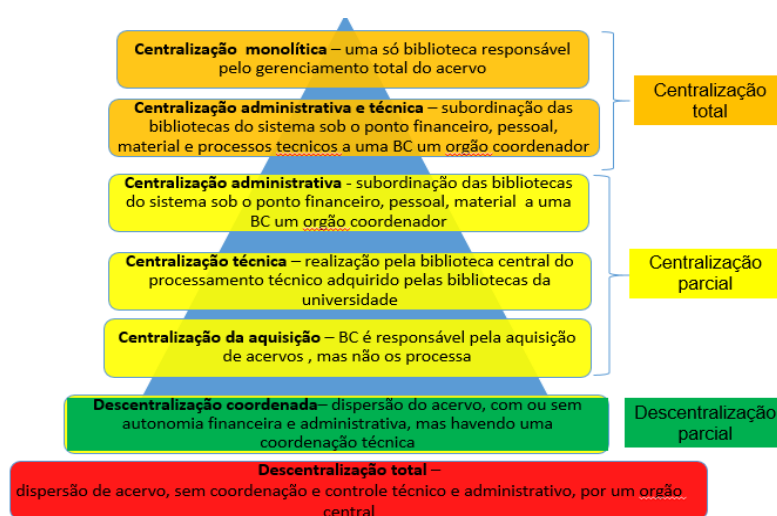 Centralização monolítica – uma só biblioteca responsável
pelo gerenciamento total do acervo
Centralização administrativa e técnica – subordinação das
bibliotecas do sistema sob o ponto financeiro, pessoal,
material e processos tecnicos a uma BC um orgão coordenador
Centralização
total
Centralização administrativa - subordinação das bibliotecas
do sistema sob o ponto financeiro, pessoal, material a uma
BC um orgão coordenador
Centralização técnica – realização pela biblioteca central do
processamento técnico adquirido pelas bibliotecas da
universidade
Centralização da aquisição – BC é responsável pela aquisição
de acervos , mas não os processa
Centralização
parcial
Descentralização coordenada– dispersão do acervo, com ou sem
autonomia financeira e administrativa, mas havendo uma
coordenação técnica
Descentralização
parcial
Descentralização total –
dispersão de acervo, sem coordenação e controle técnico e administrativo, por um orgão
central